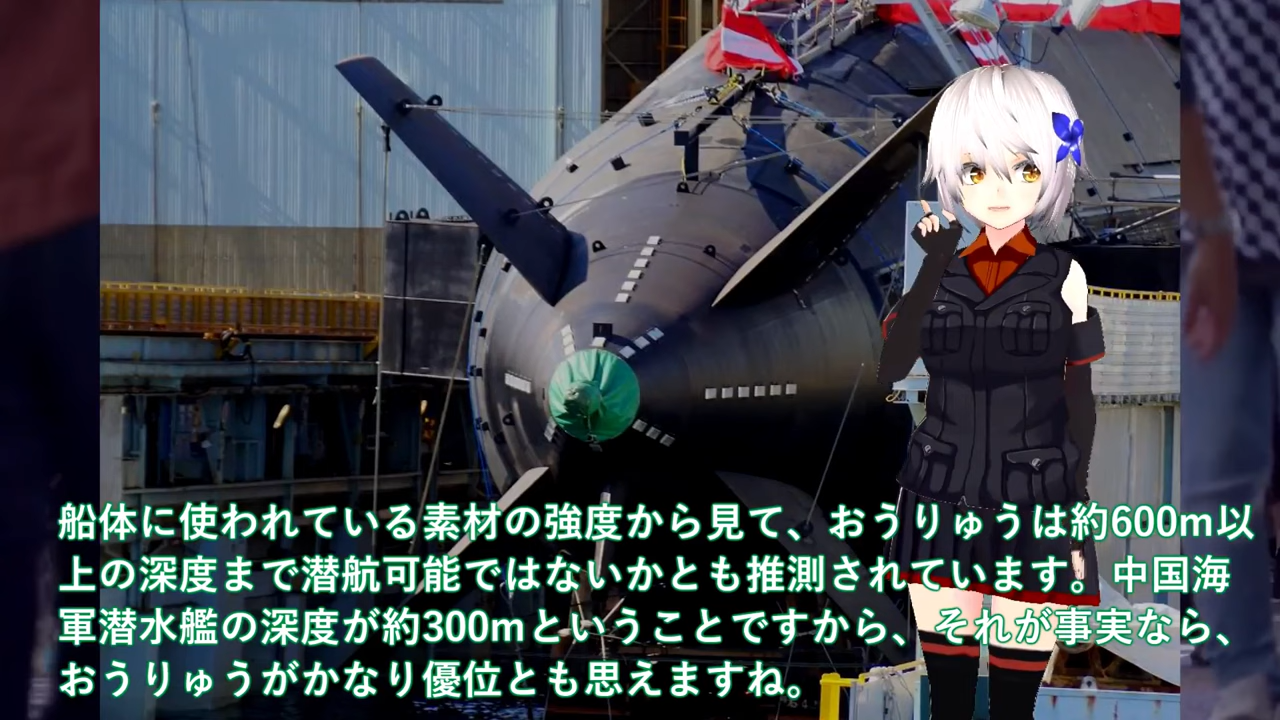 船体に使われている素材の強度から見て、おうりゅうは約600m以
上の深度まで潜航可能ではないかとも推測されています。中国海
軍潜水艦の深度が約300mということですから、それが事実なら、
おうりゅうがかなり優位とも思えますね。